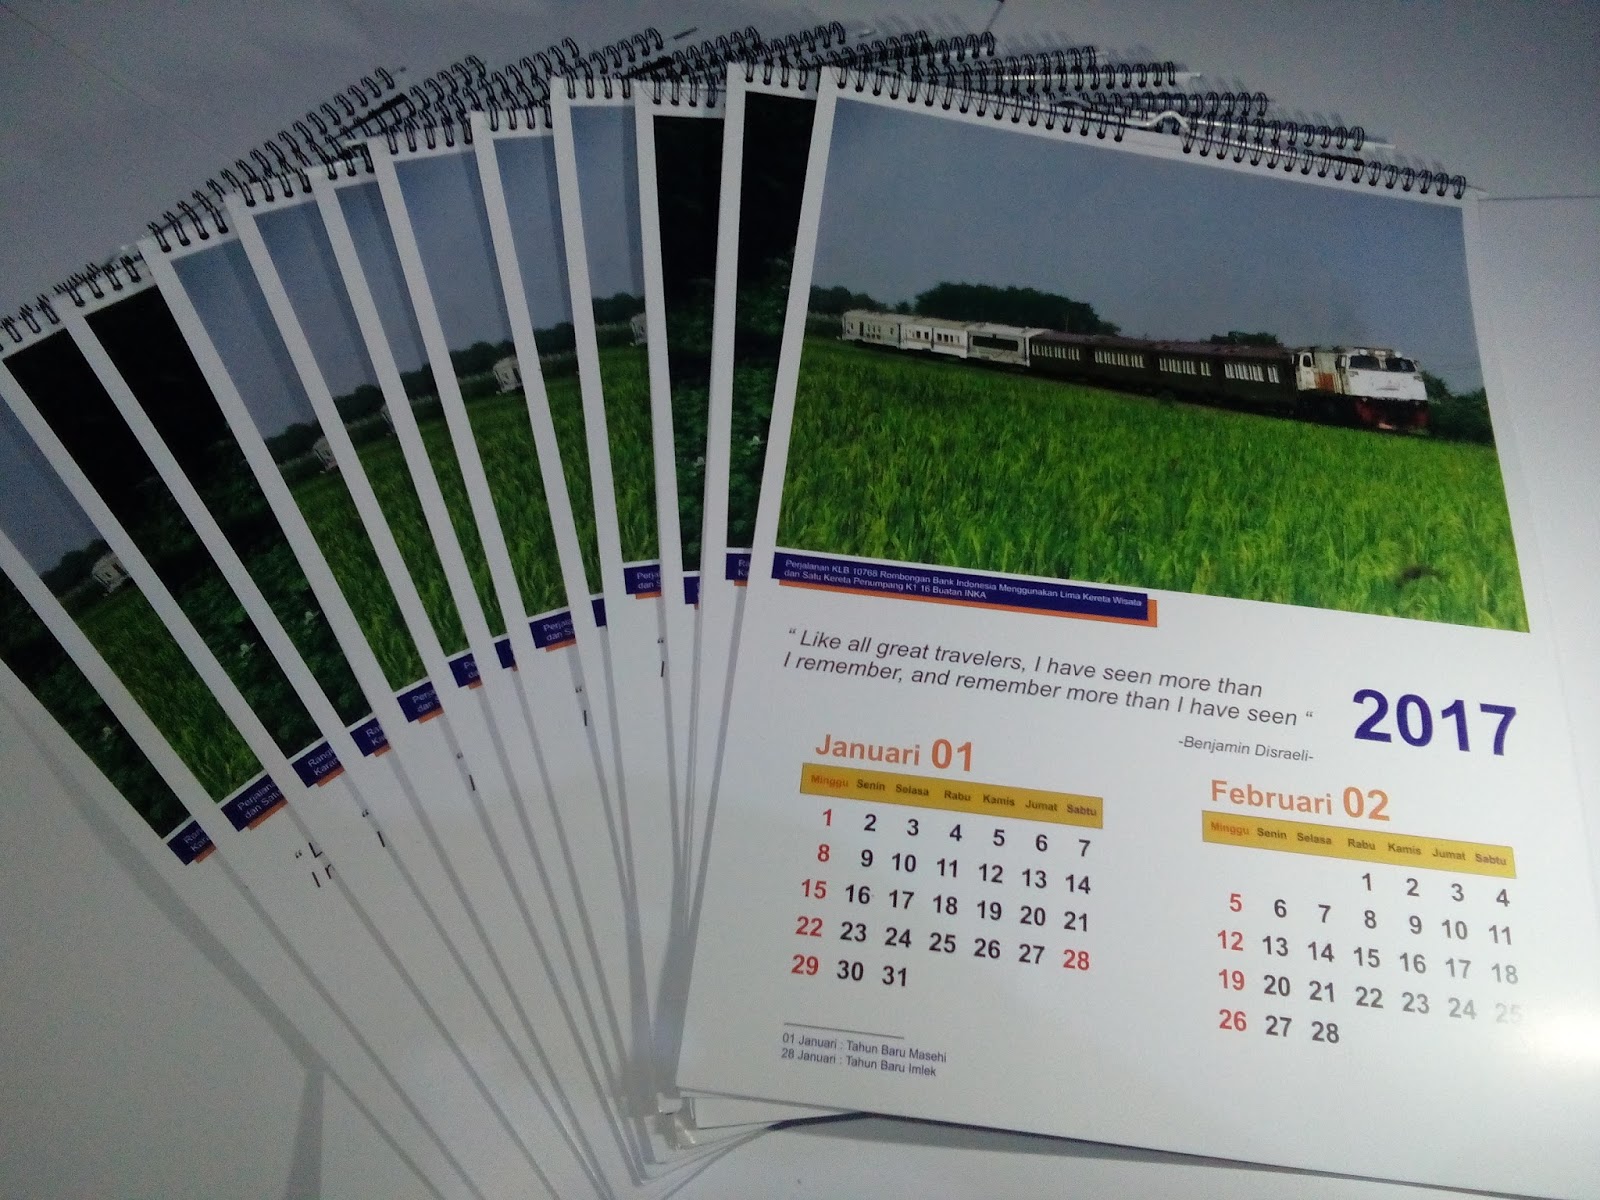 Perjalanan KLB 10768 Rombongan Bank Indonesia Menggunakan Lima Kereta Wisata
dan Satu Kereta Penumpang K1 16 Buatan INKA
“ Like all great travelers, I have seen more than
I remember, and remember more than I have seen “
-Benjamin Disraeli-
2017
Januari 01
Minggu Senin Selasa Rabu Kamis Jumat Sabtu
1 2 3 4 5 6 7
8 9 10 11 12 13 14
15 16 17 18 19 20 21
22 23 24 25 26 27 28
29 30 31
01 Januari : Tahun Baru Masehi
28 Januari : Tahun Baru Imlek
Februari 02
Minggu Senin Selasa Rabu Kamis Jumat Sabtu
1 2 3 4
5 6 7 8 9 10 11
12 13 14 15 16 17 18
19 20 21 22 23 24 25
26 27 28